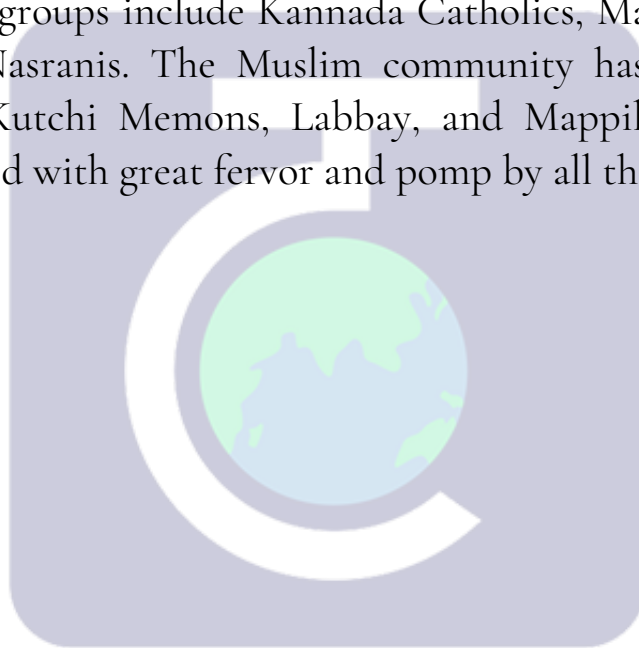 groups include Kannada Catholics, Ma
Nasranis. The Muslim community has
Kutchi Memons, Labbay, and Mappil
d with great fervor and pomp by all th